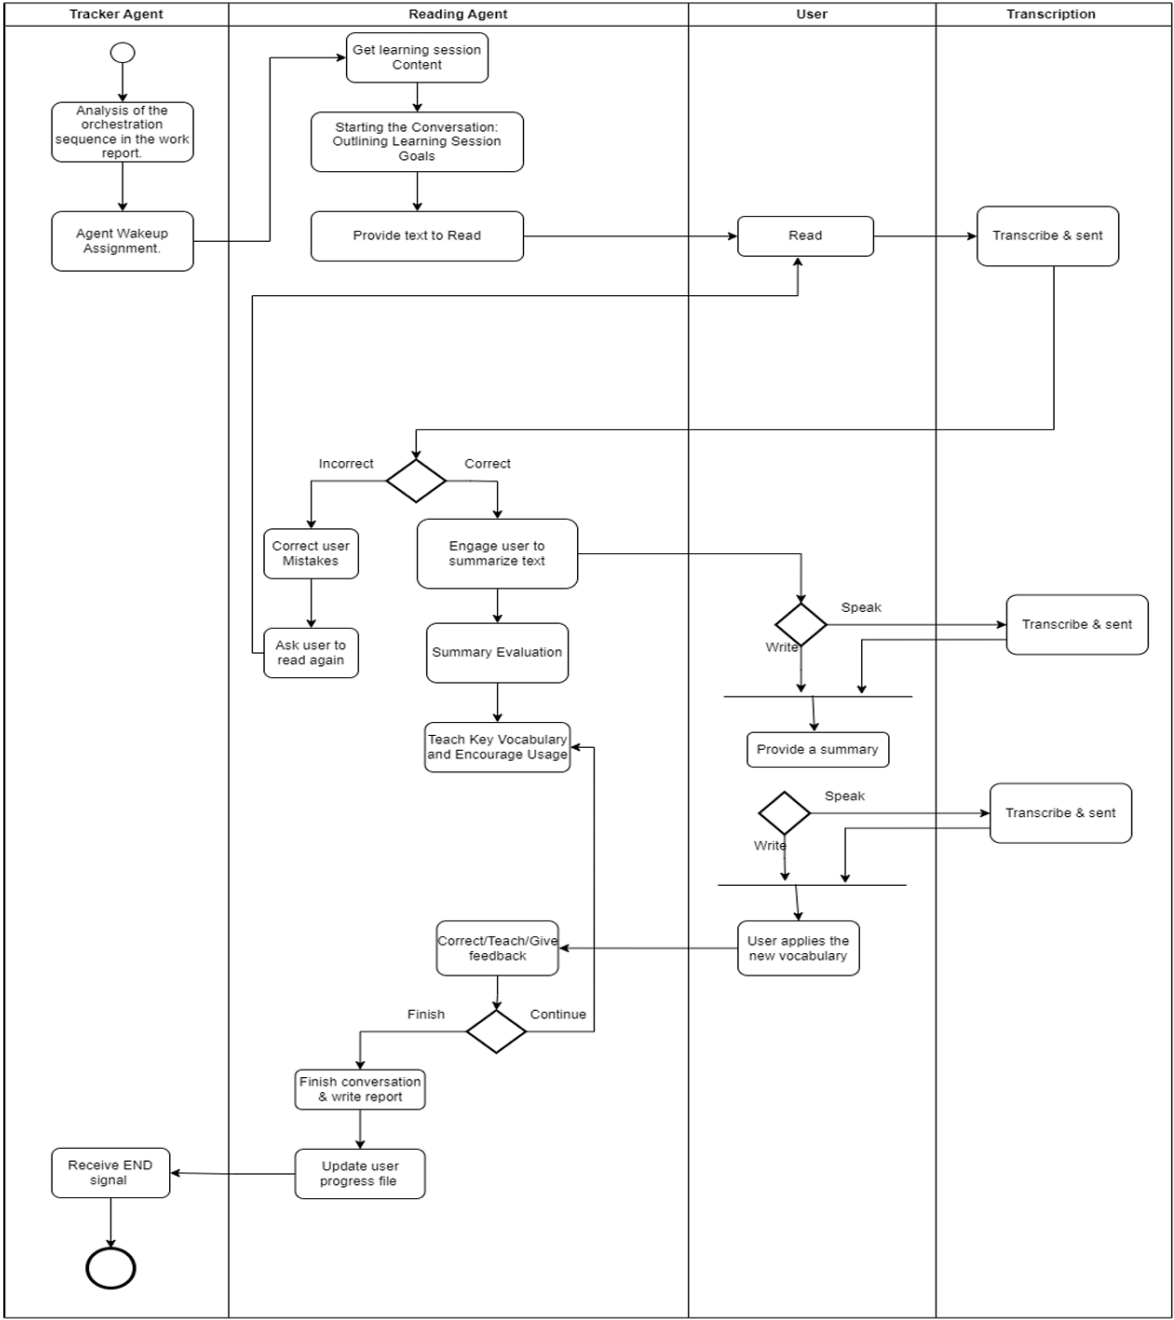 Tracker Agent
Reading Agent
User
Transcription
Get learning session
Content
Analysis of the
orchestration
sequence in the work
report.
Starting the Conversation:
Outlining Learning Session
Goals
Agent Wakeup
Assignment.
Provide text to Read
Read
Transcribe & sent
Incorrect
Correct
Correct user
Mistakes
Engage user to
summarize text
Speak
Transcribe & sent
Write
Ask user to
read again
Summary Evaluation
Teach Key Vocabulary
and Encourage Usage
Provide a summary
Speak
Transcribe & sent
Write
Correct/Teach/Give
feedback
User applies the
new vocabulary
Finish
Continue
Finish conversation
& write report
Receive END
signal
Update user
progress file